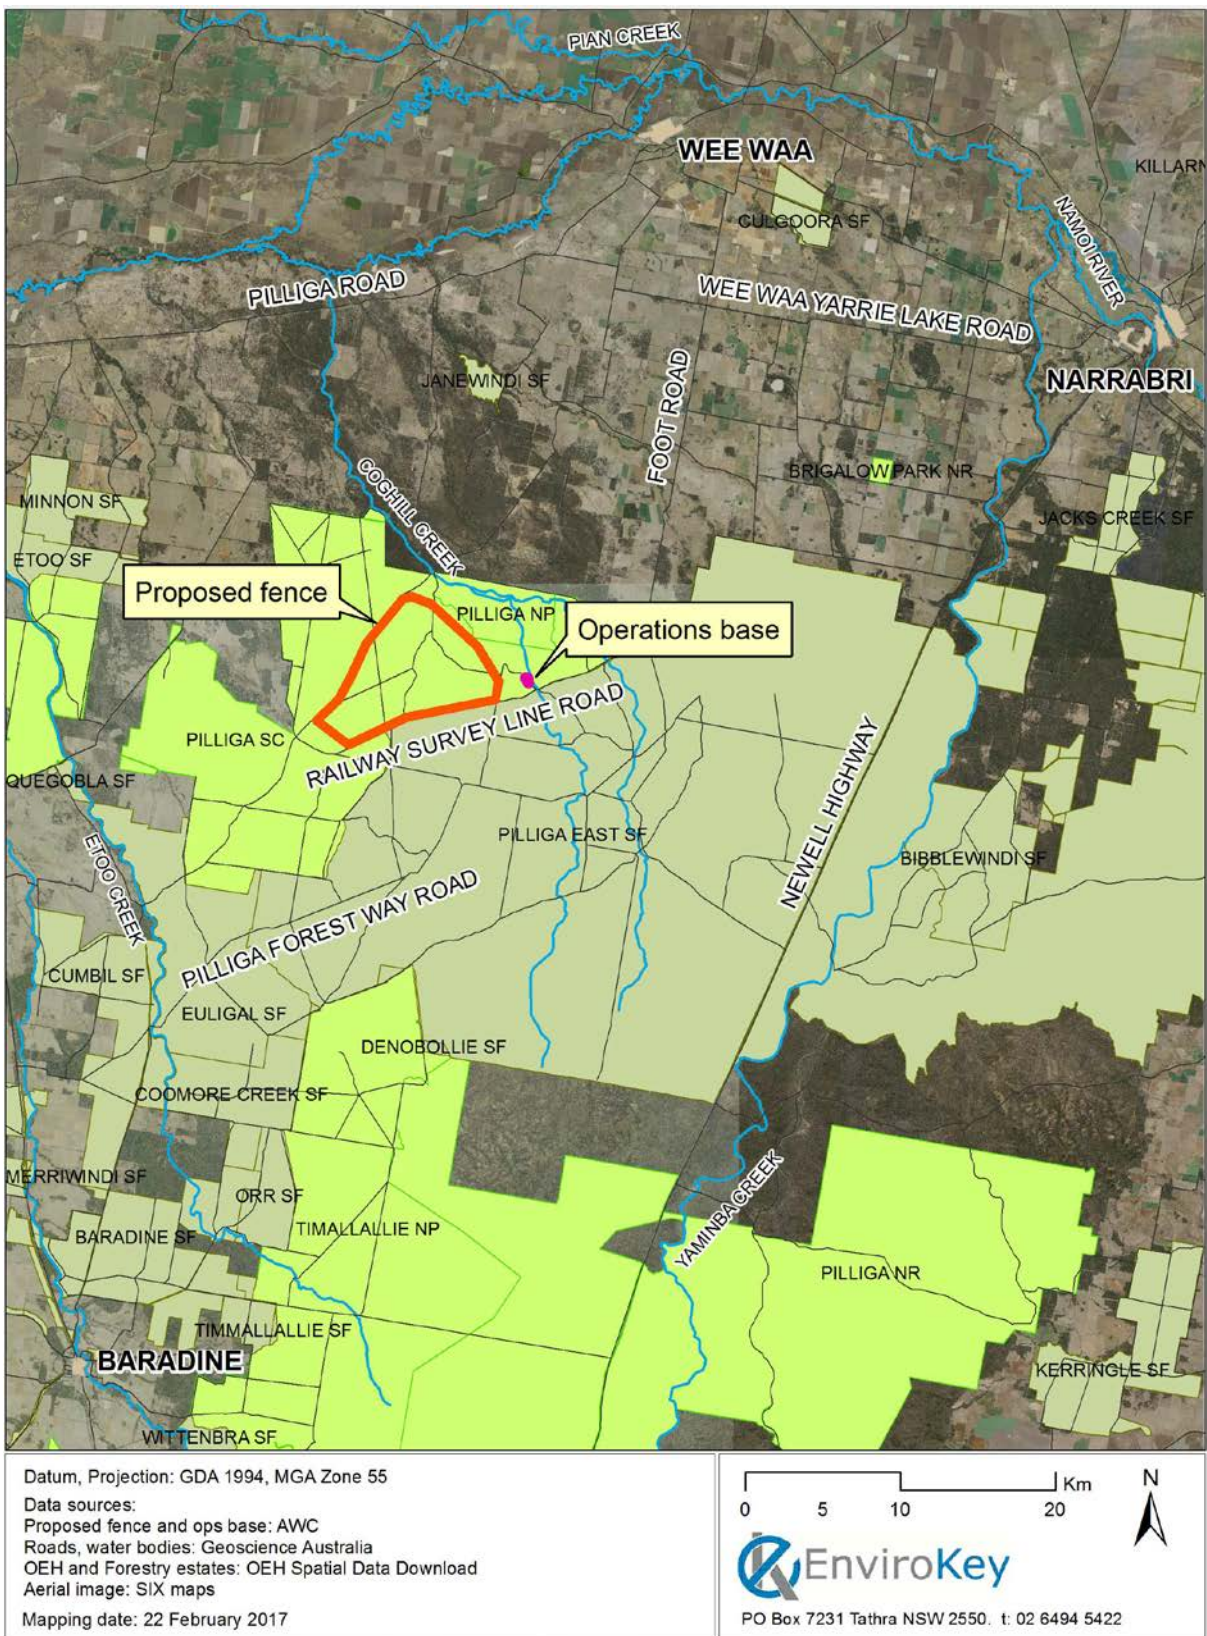 PIAN CREEK
WEE WAA
KILLARN
CULGOORA SF
NAMOI RIVER
PILLIGA ROAD
WEE WAA YARRIE LAKE ROAD
JANEWINDI SF
NARRABRI
FOOT ROAD
COGHILL CREEK
BRIGALOW PARK NR
MINNON SF
JACKS CREEK SF
ETOO SF
Proposed fence
PILLIGA NP
Operations base
PILLIGA SC
RAILWAY SURVEY LINE ROAD
QUEGOBLA SF
NEWELL HIGHWAY
PILLIGA EAST SF
BIBBLEWINDI SF
ETOO CREEK
PILLIGA FOREST WAY ROAD
CUMBIL SF
EULIGAL SF
DENOBOLLIE SF
COOMORE CREEK SF
MERRIWINDI SF
ORR SF
YAMINBA CREEK
BARADINE SF
TIMALLALLIE NP
PILLIGA NR
TIMMALLALLIE SF
BARADINE
KERRINGLE SF
WITTENBRA SF
Datum, Projection: GDA 1994, MGA Zone 55
Data sources:
Proposed fence and ops base: AWC
Roads, water bodies: Geoscience Australia
OEH and Forestry estates: OEH Spatial Data Download
Aerial image: SIX maps
Mapping date: 22 February 2017
Km
0 5 10 20
N
EnviroKey
PO Box 7231 Tathra NSW 2550. t: 02 6494 5422